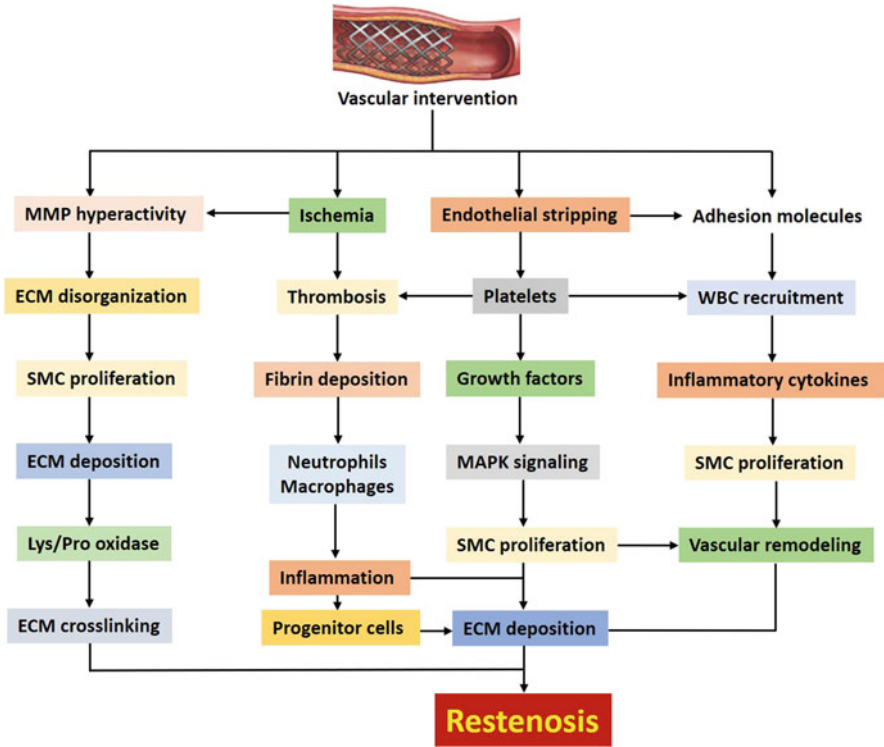 Vascular intervention
MMP hyperactivity
Ischemia
Endothelial stripping
Adhesion molecules
ECM disorganization
Thrombosis
Platelets
WBC recruitment
SMC proliferation
Fibrin deposition
Growth factors
Inflammatory cytokines
ECM deposition
Neutrophils
Macrophages
MAPK signaling
SMC proliferation
Lys/Pro oxidase
SMC proliferation
Vascular remodeling
Inflammation
ECM crosslinking
Progenitor cells
ECM deposition
Restenosis